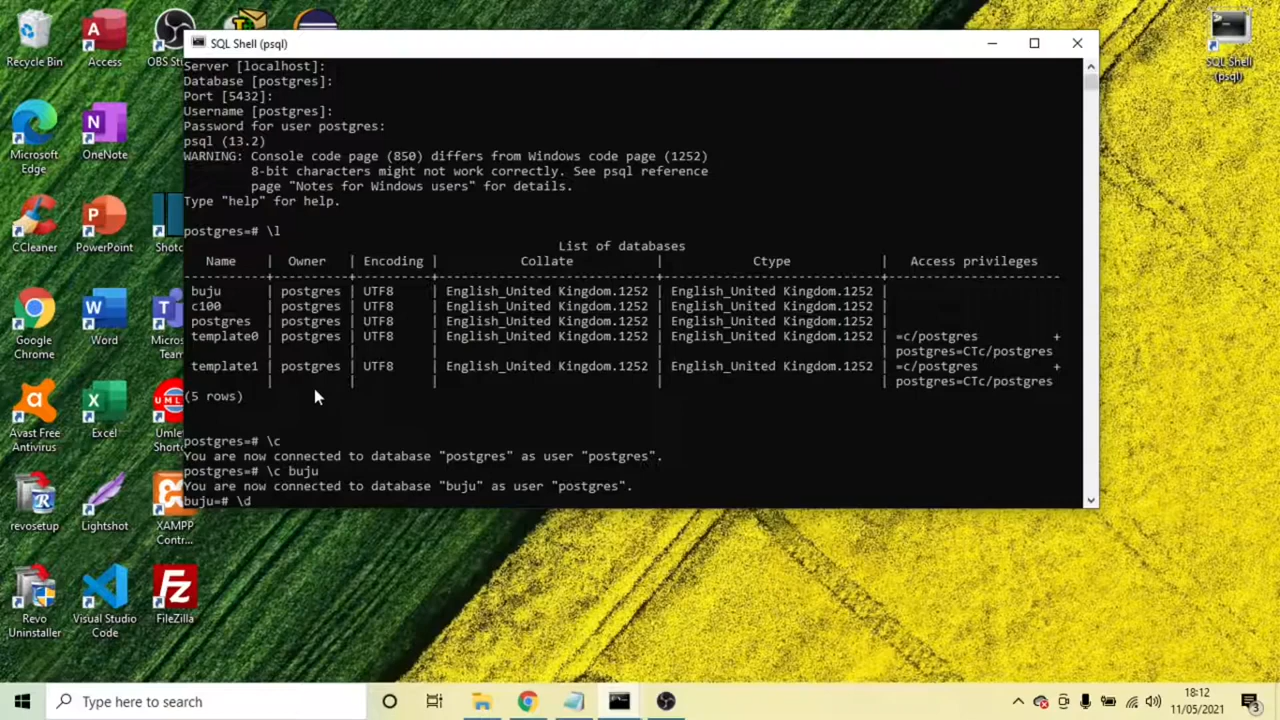 SQL Shell (psql)
Server [localhost]:
Database [postgres]:
Port [5432]:
Username [postgres]:
Password for user postgres:
psql (13.2)
WARNING: Console code page (850) differs from Windows code page (1252)
8-bit characters might not work correctly. See psql reference
page "Notes for Windows users" for details.
Type "help" for help.
postgres=# \l
List of databases
Name | Owner | Encoding | Collate | Ctype | Access privileges
-----------+----------+----------+-----------------------------+-----------------------------+-----------------------
buju | postgres | UTF8 | English_United Kingdom.1252 | English_United Kingdom.1252 |
c100 | postgres | UTF8 | English_United Kingdom.1252 | English_United Kingdom.1252 |
postgres | postgres | UTF8 | English_United Kingdom.1252 | English_United Kingdom.1252 |
template0 | postgres | UTF8 | English_United Kingdom.1252 | English_United Kingdom.1252 | =c/postgres +
| | | | | postgres=CTc/postgres
template1 | postgres | UTF8 | English_United Kingdom.1252 | English_United Kingdom.1252 | =c/postgres +
| | | | | postgres=CTc/postgres
(5 rows)
postgres=# \c
You are now connected to database "postgres" as user "postgres".
postgres=# \c buju
You are now connected to database "buju" as user "postgres".
buju=# \d
Recycle Bin
Access
OBS Stu
Microsoft
Edge
OneNote
CCleaner
PowerPoint
Shotc
Google
Chrome
Word
Micros
Team
Avast Free
Antivirus
Excel
UML
Umlet
Shortc
revosetup
Lightshot
XAMPP
Contr...
Revo
Uninstaller
Visual Studio
Code
FileZilla
SQL Shell
(psql)
Type here to search
18:12
11/05/2021
3